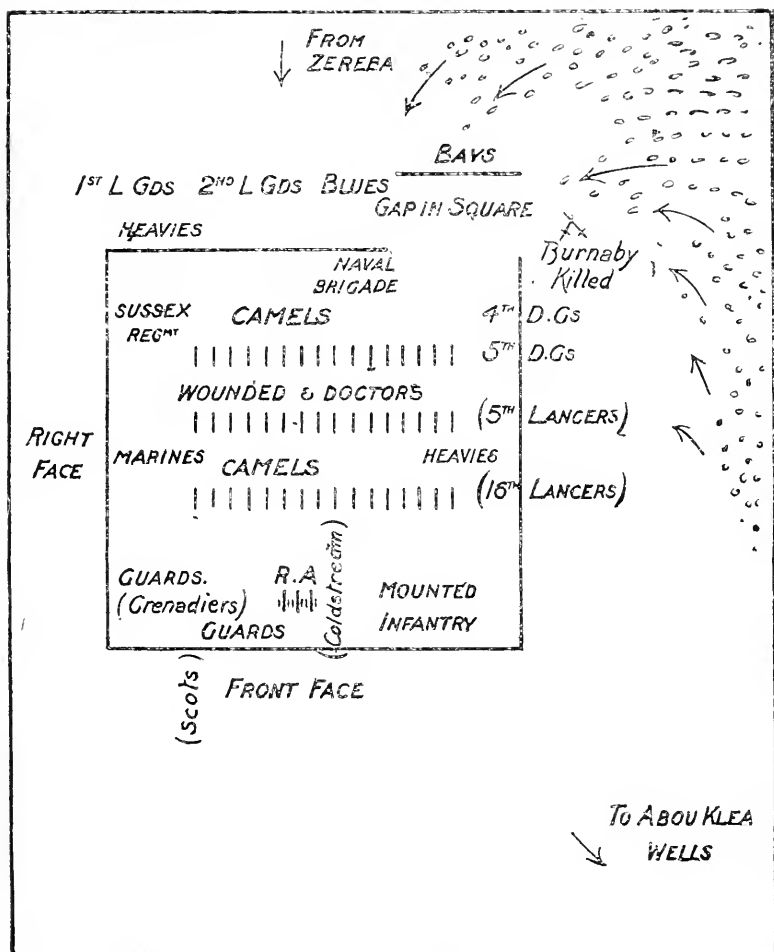 FROM
ZEREBA
BAYS
1ST L GDS 2ND L GDS BLUES
GAP IN SQUARE
HEAVIES
Burnaby
Killed
NAVAL
BRIGADE
SUSSEX
REGMT
CAMELS
4TH D.GS
5TH D.GS
WOUNDED & DOCTORS
(5TH LANCERS)
RIGHT
FACE
MARINES
CAMELS
HEAVIES
(16TH LANCERS)
GUARDS.
(Grenadiers)
R.A
(Coldstream)
MOUNTED
INFANTRY
GUARDS
(Scots)
FRONT FACE
TO ABOU KLEA
WELLS